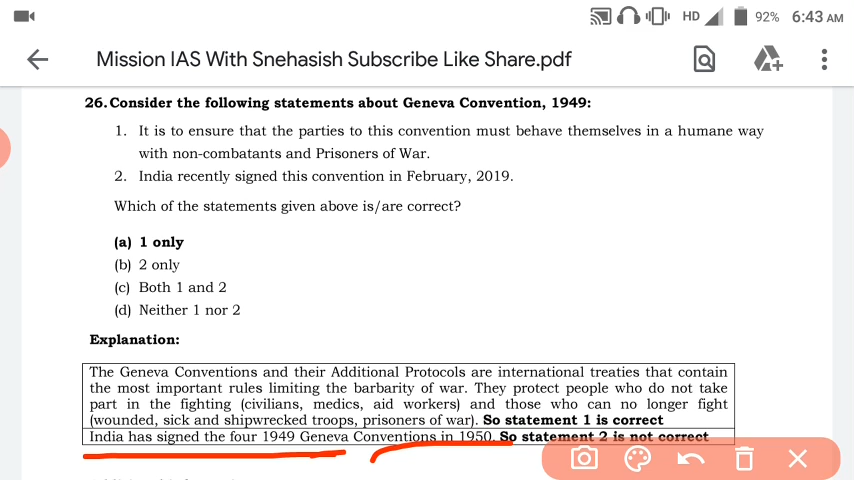 HD 92% 6:43 AM
Mission IAS With Snehasish Subscribe Like Share.pdf
26. Consider the following statements about Geneva Convention, 1949:
1. It is to ensure that the parties to this convention must behave themselves in a humane way
with non-combatants and Prisoners of War.
2. India recently signed this convention in February, 2019.
Which of the statements given above is/are correct?
(a) 1 only
(b) 2 only
(c) Both 1 and 2
(d) Neither 1 nor 2
Explanation:
The Geneva Conventions and their Additional Protocols are international treaties that contain
the most important rules limiting the barbarity of war. They protect people who do not take
part in the fighting (civilians, medics, aid workers) and those who can no longer fight
(wounded, sick and shipwrecked troops, prisoners of war). So statement 1 is correct
India has signed the four 1949 Geneva Conventions in 1950. So statement 2 is not correct